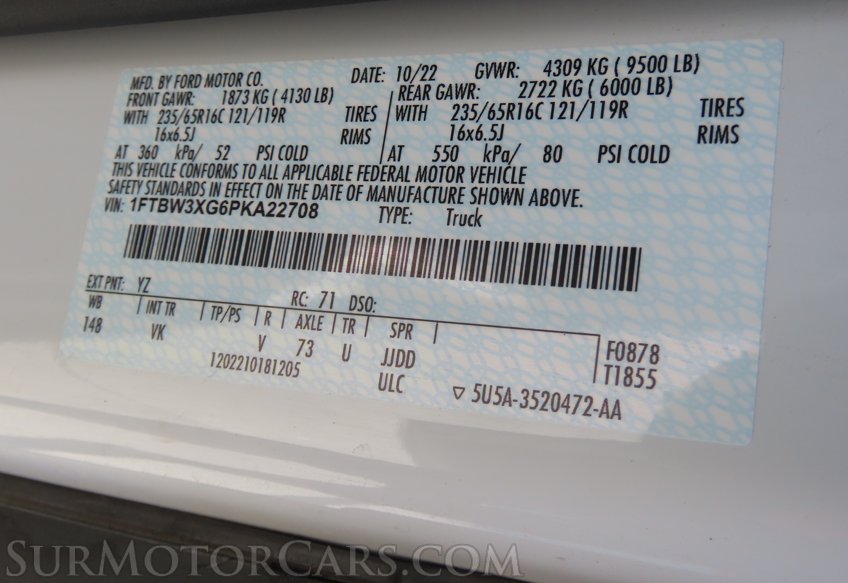 MFD. BY FORD MOTOR CO. DATE: 10/22 GVWR: 4309 KG ( 9500 LB)
FRONT GAWR: 1873 KG ( 4130 LB) REAR GAWR: 2722 KG ( 6000 LB)
WITH 235/65R16C 121/119R TIRES WITH 235/65R16C 121/119R TIRES
16x6.5J RIMS 16x6.5J RIMS
AT 360 kPa/ 52 PSI COLD AT 550 kPa/ 80 PSI COLD
THIS VEHICLE CONFORMS TO ALL APPLICABLE FEDERAL MOTOR VEHICLE
SAFETY STANDARDS IN EFFECT ON THE DATE OF MANUFACTURE SHOWN ABOVE.
VIN: 1FTBW3XG6PKA22708 TYPE: Truck
EXT PNT: YZ RC: 71 DSO:
WB INT TR TP/PS R AXLE TR SPR
148 VK V 73 U JJDD F0878
1202210181205 ULC T1855
▽ 5U5A-3520472-AA
SURMOTORCARS.COM